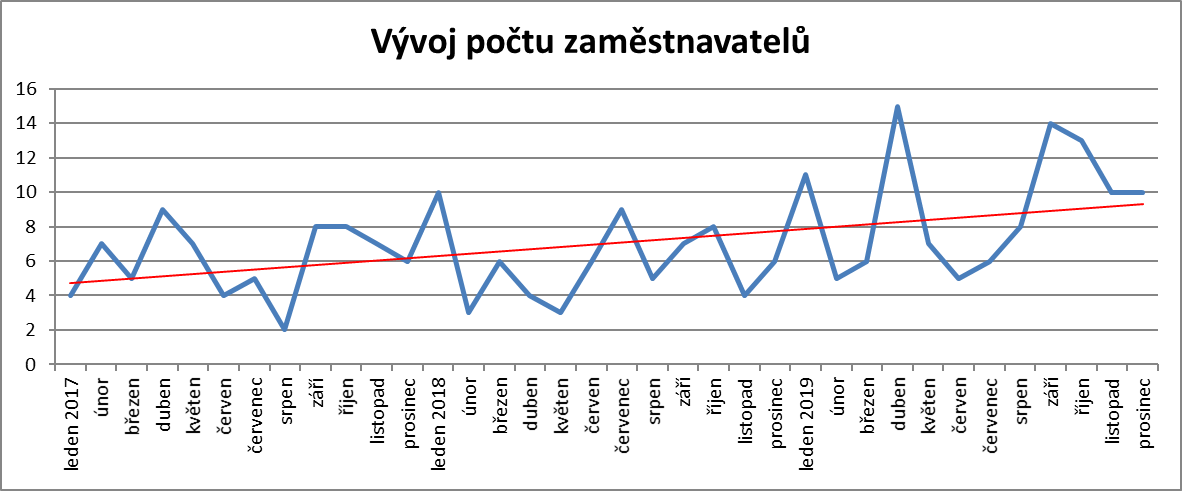 Vývoj počtu zaměstnavatelů
16
14
12
10
8
6
4
2
0
leden 2017
únor
březen
duben
květen
červen
červenec
srpen
září
říjen
listopad
prosinec
leden 2018
únor
březen
duben
květen
červen
červenec
srpen
září
říjen
listopad
prosinec
leden 2019
únor
březen
duben
květen
červen
červenec
srpen
září
říjen
listopad
prosinec